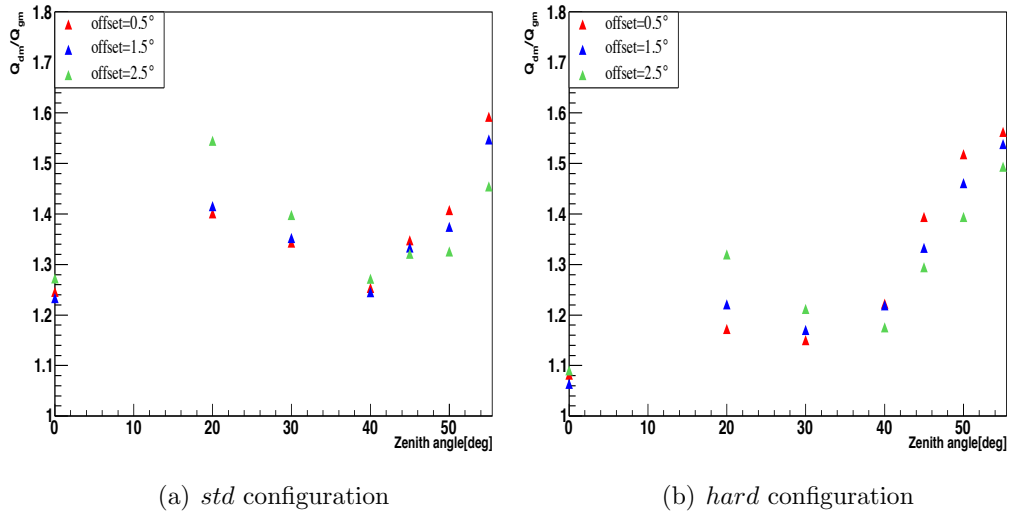 Q_dm/Q_gm
1.8
1.7
1.6
1.5
1.4
1.3
1.2
1.1
1
offset=0.5°
offset=1.5°
offset=2.5°
0 10 20 30 40 50
Zenith angle[deg]
(a) std configuration
Q_dm/Q_gm
1.8
1.7
1.6
1.5
1.4
1.3
1.2
1.1
1
offset=0.5°
offset=1.5°
offset=2.5°
0 10 20 30 40 50
Zenith angle[deg]
(b) hard configuration